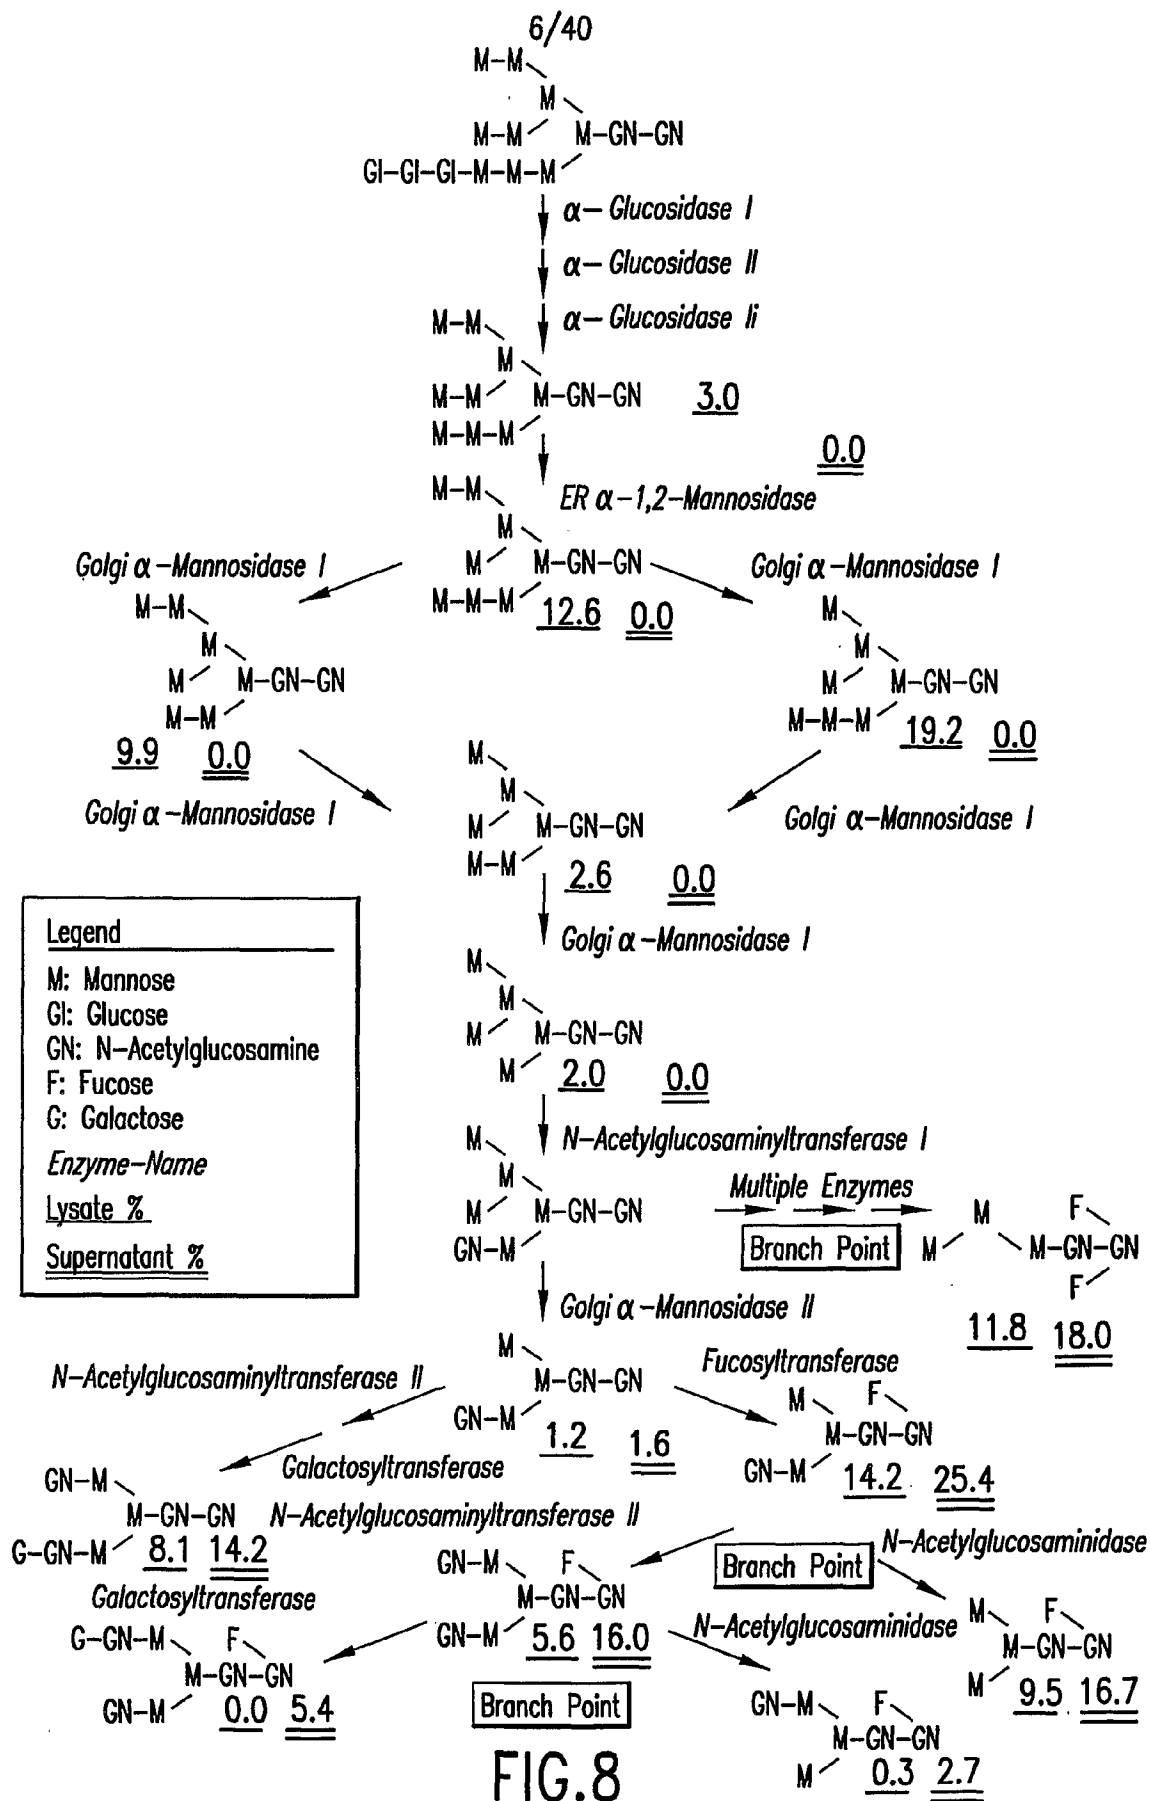 6/40
M-M
M
M-M M-GN-GN
Gl-Gl-Gl-M-M-M
α- Glucosidase I
α- Glucosidase II
α- Glucosidase Ii
M-M
M
M-M M-GN-GN 3.0
M-M-M
0.0
ER α-1,2-Mannosidase
M-M
M
M M-GN-GN
M-M-M 12.6 0.0
Golgi α-Mannosidase I
M-M
M
M M-GN-GN
M-M
9.9 0.0
Golgi α-Mannosidase I
Golgi α-Mannosidase I
M
M
M M-GN-GN
M-M-M 19.2 0.0
Golgi α-Mannosidase I
M
M
M M-GN-GN
M-M
2.6 0.0
Golgi α-Mannosidase I
Legend
M: Mannose
Gl: Glucose
GN: N-Acetylglucosamine
F: Fucose
G: Galactose
Enzyme-Name
Lysate %
Supernatant %
M
M
M M-GN-GN
M 2.0 0.0
N-Acetylglucosaminyltransferase I
M
M
M M-GN-GN
GN-M
Multiple Enzymes
Branch Point
M F
M M-GN-GN
F
11.8 18.0
Golgi α-Mannosidase II
M
M-GN-GN
GN-M
1.2 1.6
N-Acetylglucosaminyltransferase II
Galactosyltransferase
GN-M
M-GN-GN
G-GN-M 8.1 14.2
Fucosyltransferase
M F
M-GN-GN
GN-M 14.2 25.4
N-Acetylglucosaminyltransferase II
Branch Point
N-Acetylglucosaminidase
GN-M F
M-GN-GN
GN-M 5.6 16.0
Galactosyltransferase
G-GN-M F
M-GN-GN
GN-M 0.0 5.4
Branch Point
N-Acetylglucosaminidase
M F
M-GN-GN
M 9.5 16.7
GN-M F
M-GN-GN
M 0.3 2.7
FIG.8